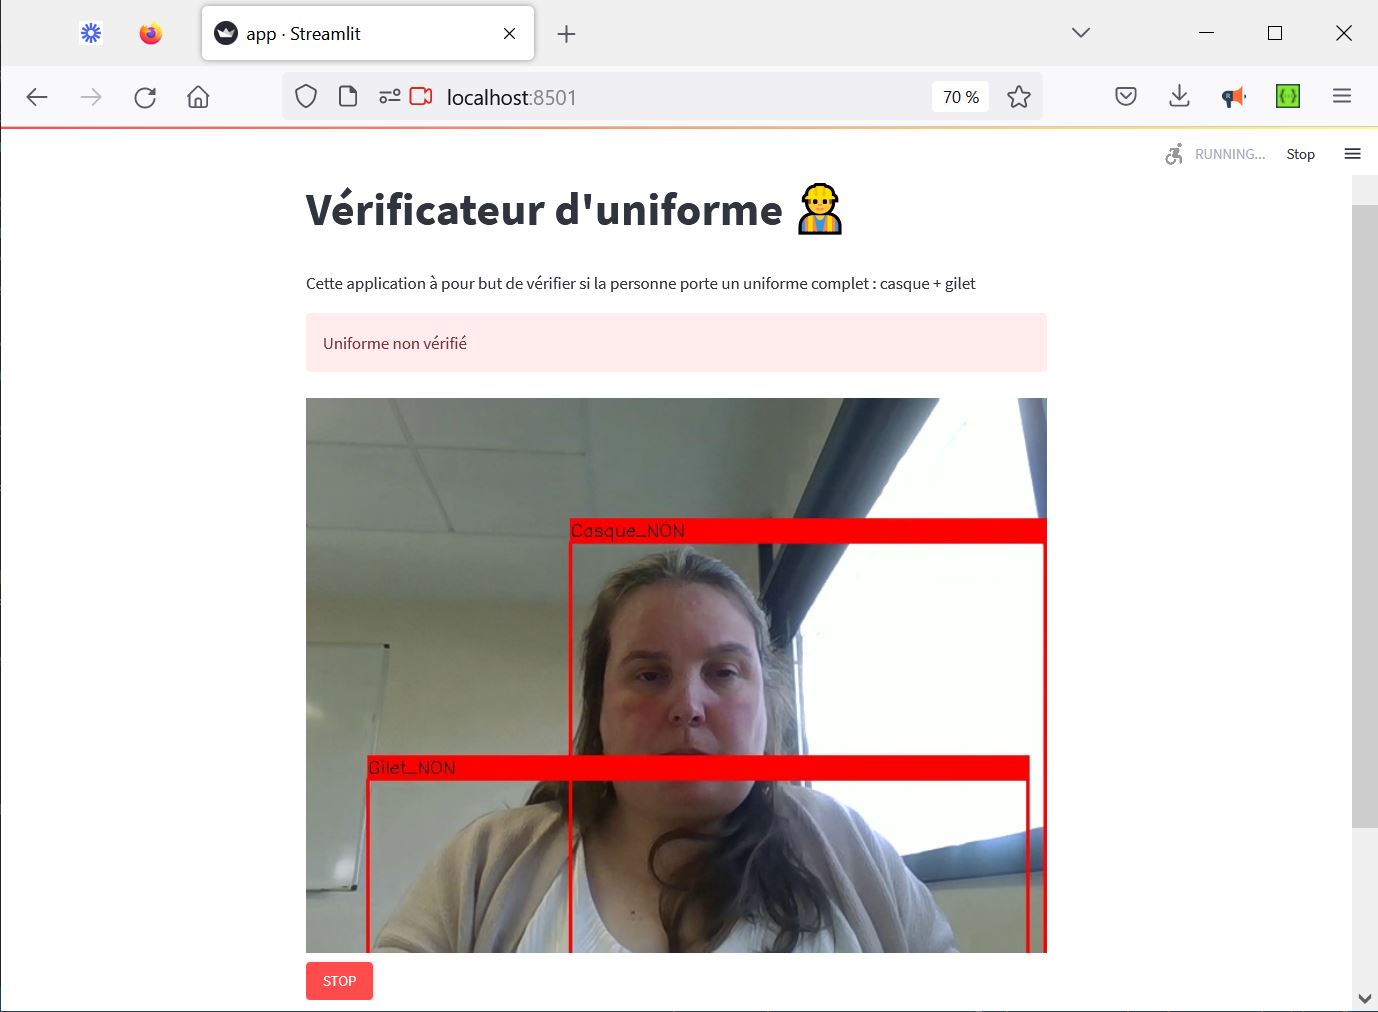 app · Streamlit
localhost:8501
70 %
RUNNING...
Stop
Vérificateur d'uniforme
Cette application à pour but de vérifier si la personne porte un uniforme complet : casque + gilet
Uniforme non vérifié
Casque_NON
Gilet_NON
STOP